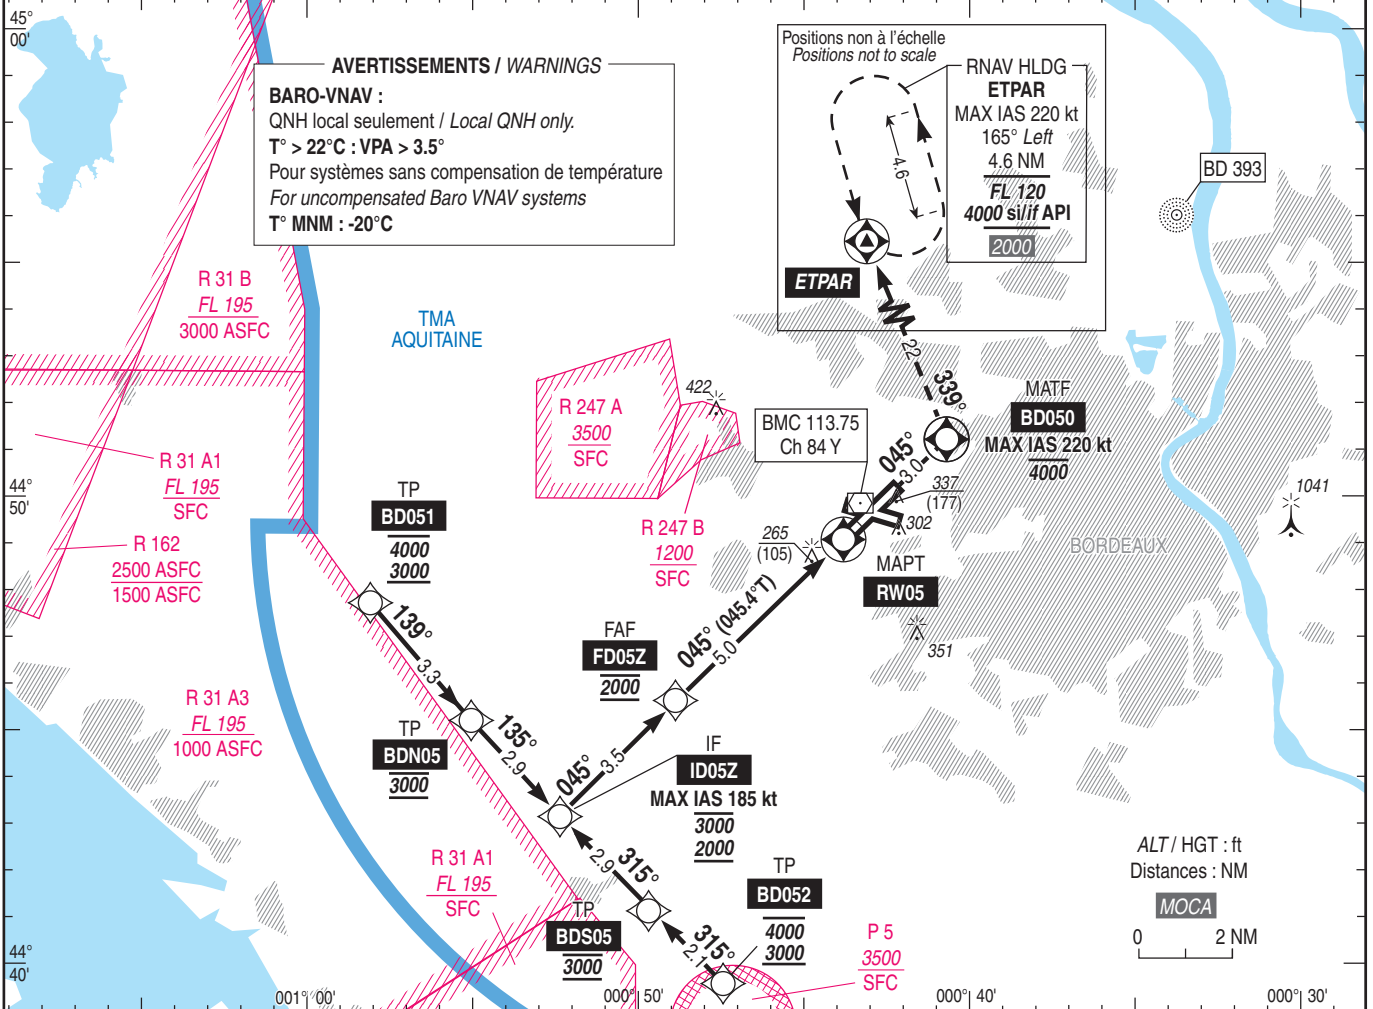 45°
00'
AVERTISSEMENTS / WARNINGS
BARO-VNAV :
QNH local seulement / Local QNH only.
T° > 22°C : VPA > 3.5°
Pour systèmes sans compensation de température
For uncompensated Baro VNAV systems
T° MNM : -20°C
Positions non à l'échelle
Positions not to scale
RNAV HLDG
ETPAR
MAX IAS 220 kt
165° Left
4.6 NM
FL 120
4000 si/if API
2000
4.6
ETPAR
BD 393
R 31 B
FL 195
3000 ASFC
TMA
AQUITAINE
22
339°
MATF
BD050
MAX IAS 220 kt
4000
422
R 247 A
3500
SFC
BMC 113.75
Ch 84 Y
045°
3.0
R 31 A1
FL 195
SFC
44°
50'
TP
BD051
4000
3000
337
(177)
302
1041
R 247 B
1200
SFC
265
(105)
BORDEAUX
R 162
2500 ASFC
1500 ASFC
MAPT
RW05
139°
3.3
FAF
FD05Z
2000
045° (045.4°T)
5.0
351
R 31 A3
FL 195
1000 ASFC
TP
BDN05
3000
135°
2.9
045°
3.5
IF
ID05Z
MAX IAS 185 kt
3000
2000
R 31 A1
FL 195
SFC
2.9
315°
TP
BD052
4000
3000
ALT / HGT : ft
Distances : NM
MOCA
0
2 NM
TP
BDS05
3000
315°
2.1
P 5
3500
SFC
44°
40'
001° 00'
000° 50'
000° 40'
000° 30'